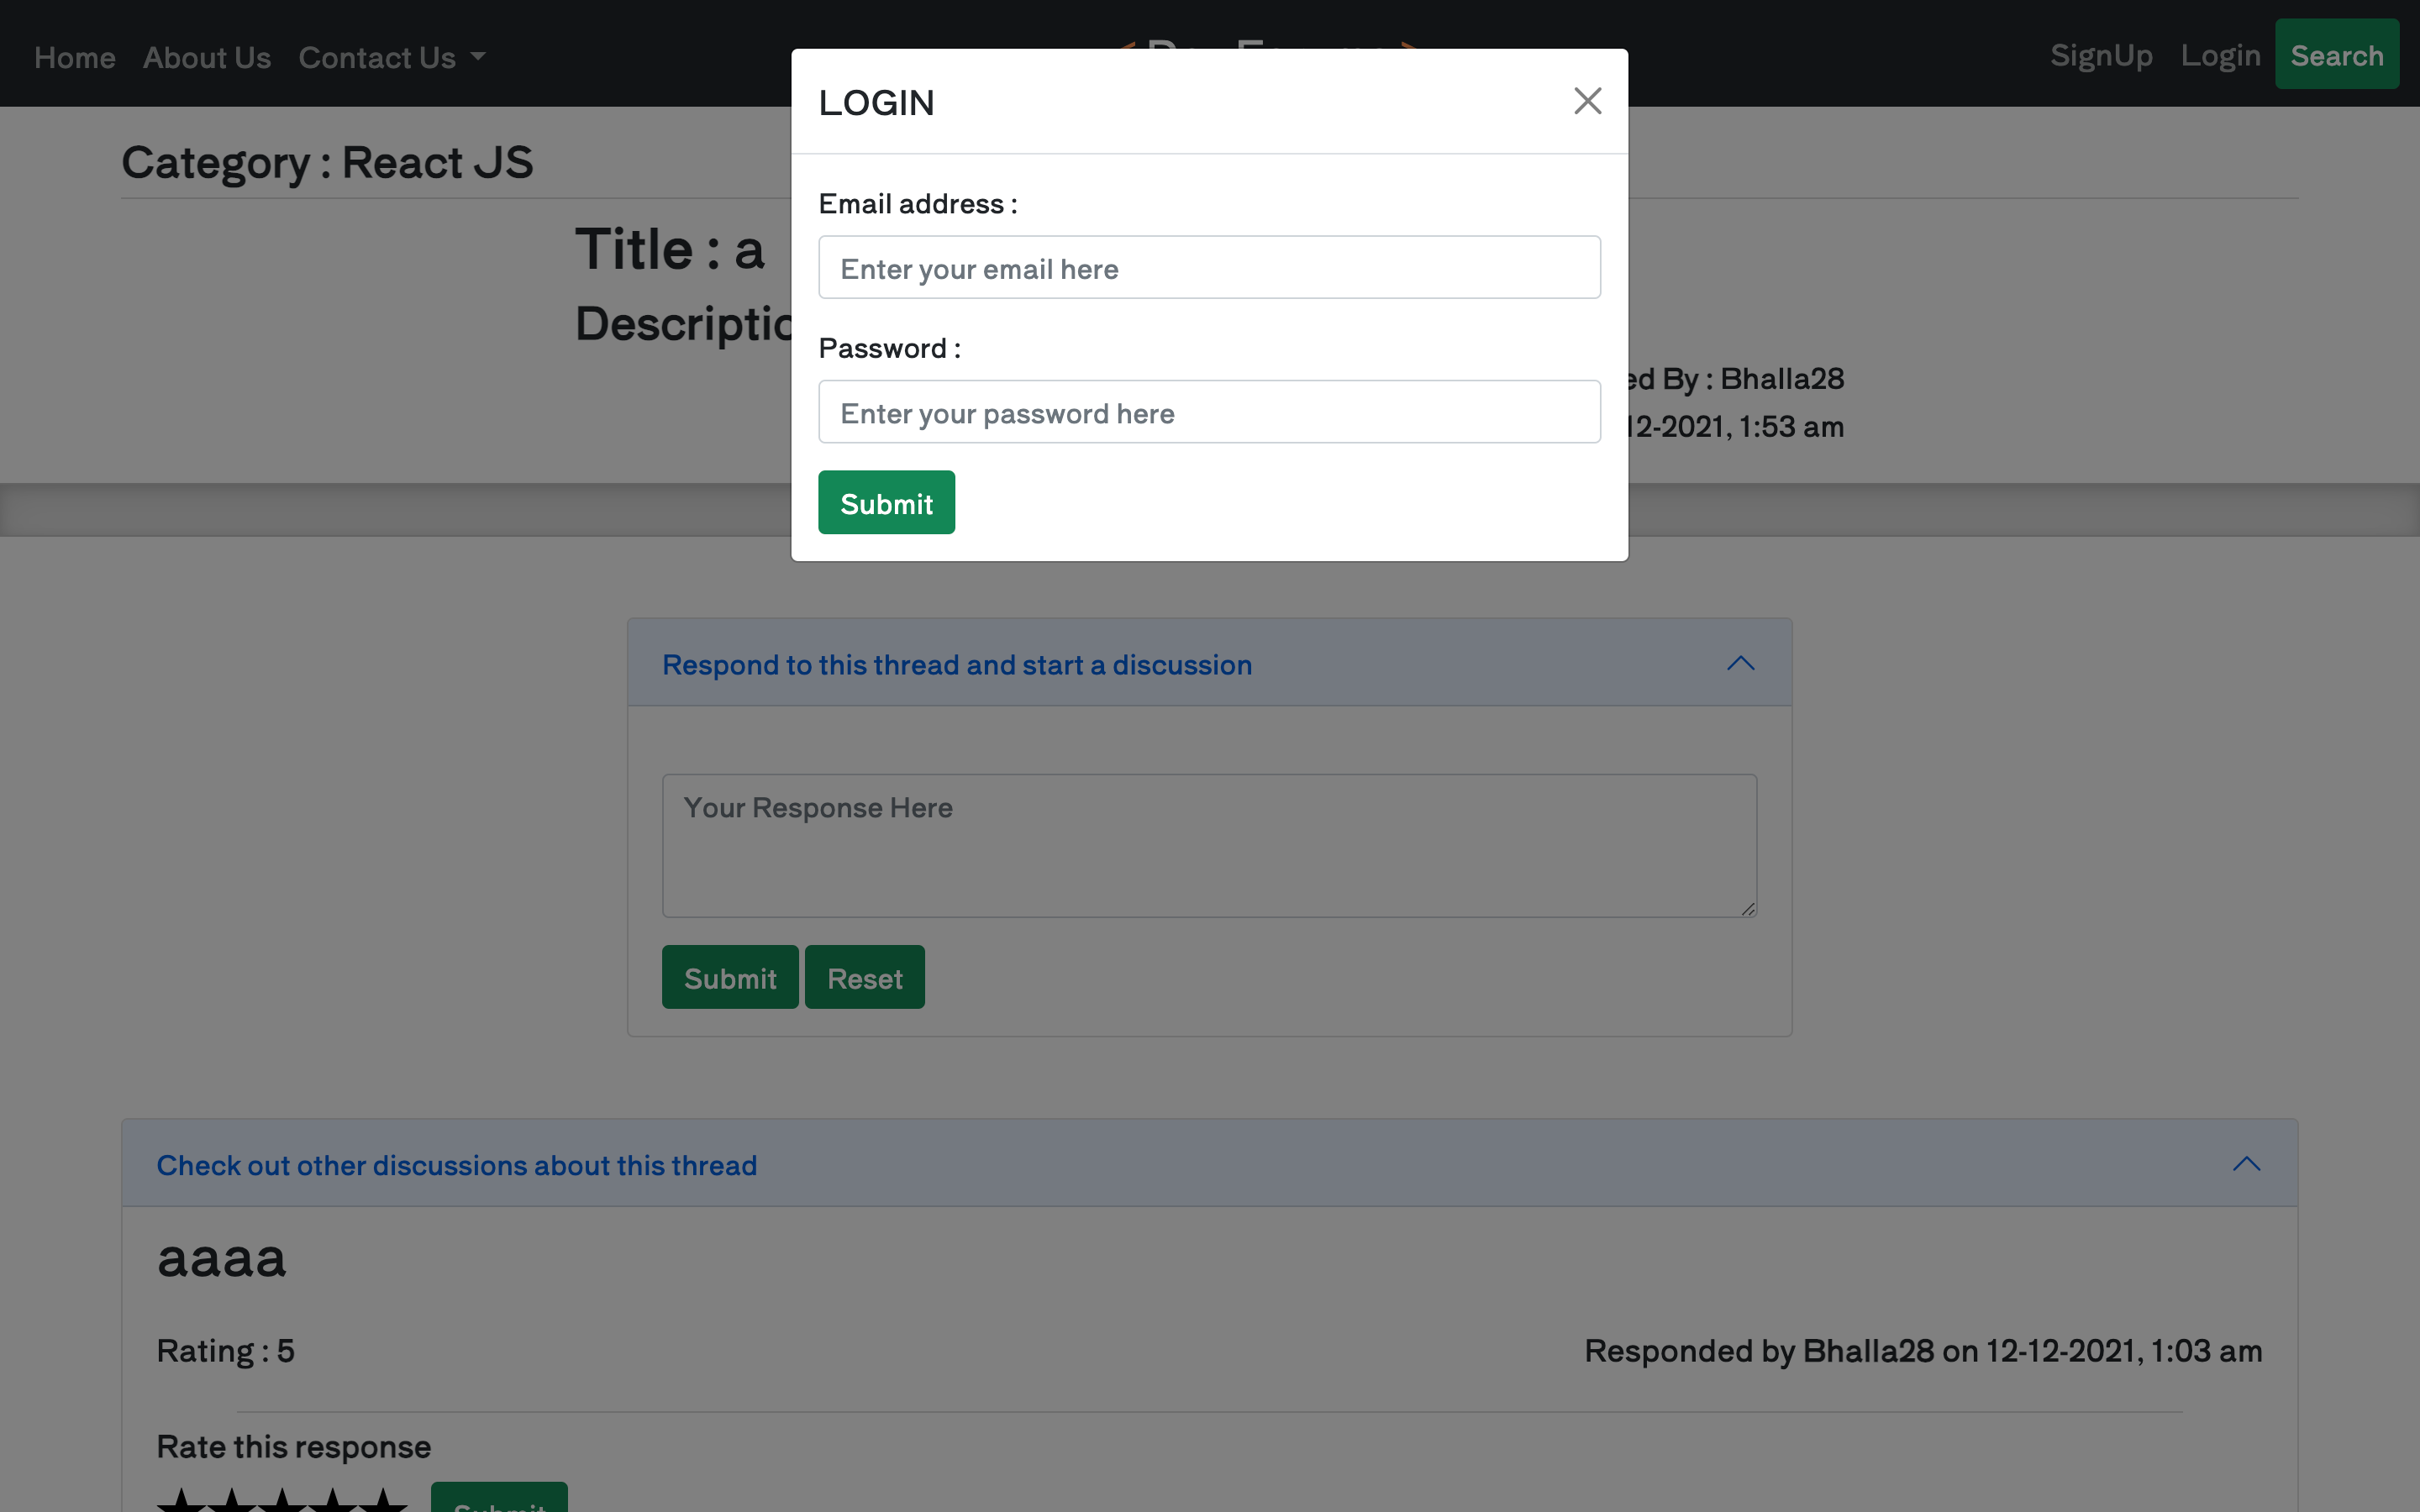 Home About Us Contact Us
SignUp Login Search
LOGIN
Email address :
Enter your email here
Password :
Enter your password here
Submit
Category : React JS
Title : a
ed By : Bhalla28
12-2021, 1:53 am
Respond to this thread and start a discussion
Your Response Here
Submit Reset
Check out other discussions about this thread
aaaa
Rating : 5
Responded by Bhalla28 on 12-12-2021, 1:03 am
Rate this response
Submit